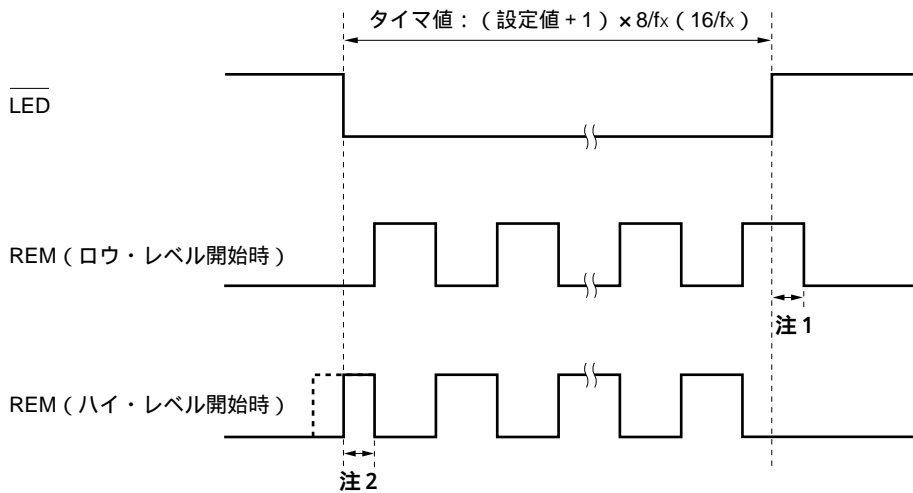 タイマ値：（設定値＋1）×8/fx（16/fx）
LED
REM（ロウ・レベル開始時）
注1
REM（ハイ・レベル開始時）
注2